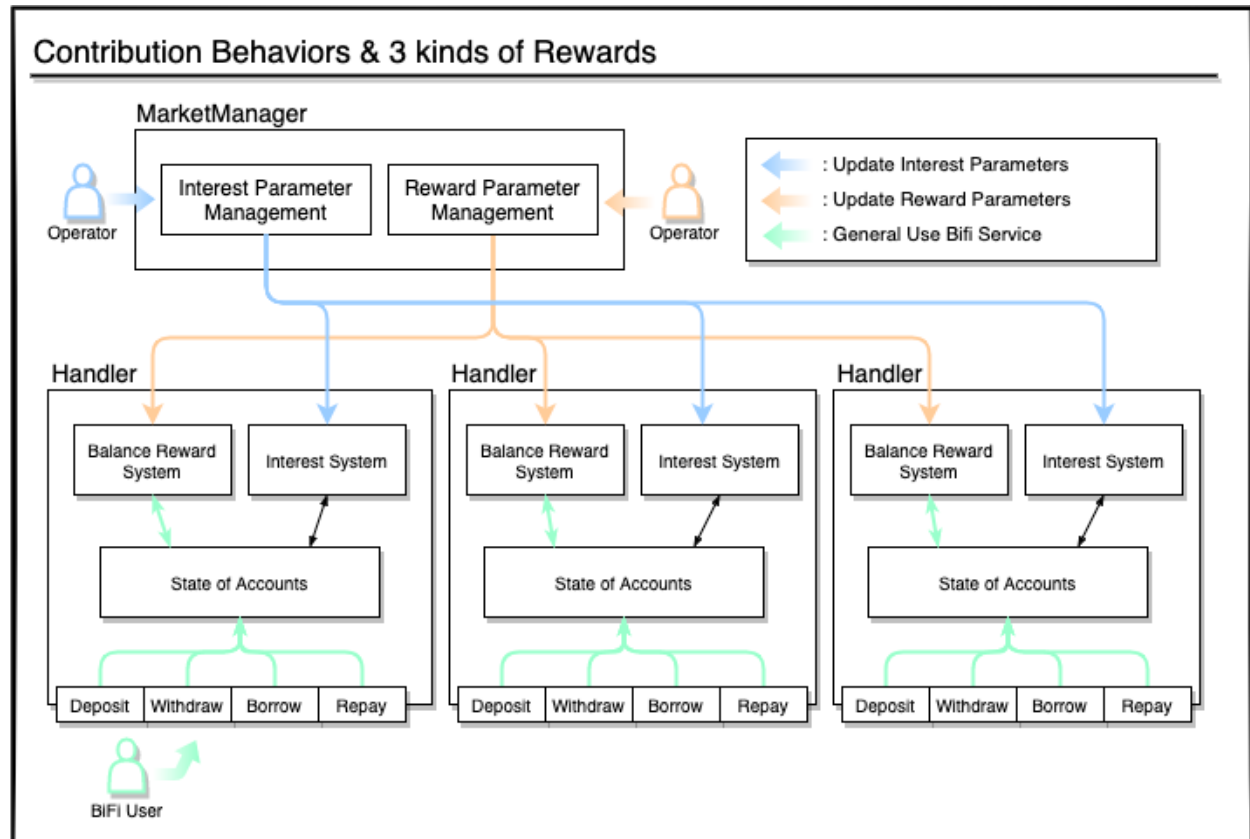 Contribution Behaviors & 3 kinds of Rewards
MarketManager
Interest Parameter
Management
Reward Parameter
Management
Operator
Operator
: Update Interest Parameters
: Update Reward Parameters
: General Use Bifi Service
Handler
Handler
Handler
Balance Reward
System
Interest System
Balance Reward
System
Interest System
Balance Reward
System
Interest System
State of Accounts
State of Accounts
State of Accounts
Deposit
Withdraw
Borrow
Repay
Deposit
Withdraw
Borrow
Repay
Deposit
Withdraw
Borrow
Repay
BiFi User